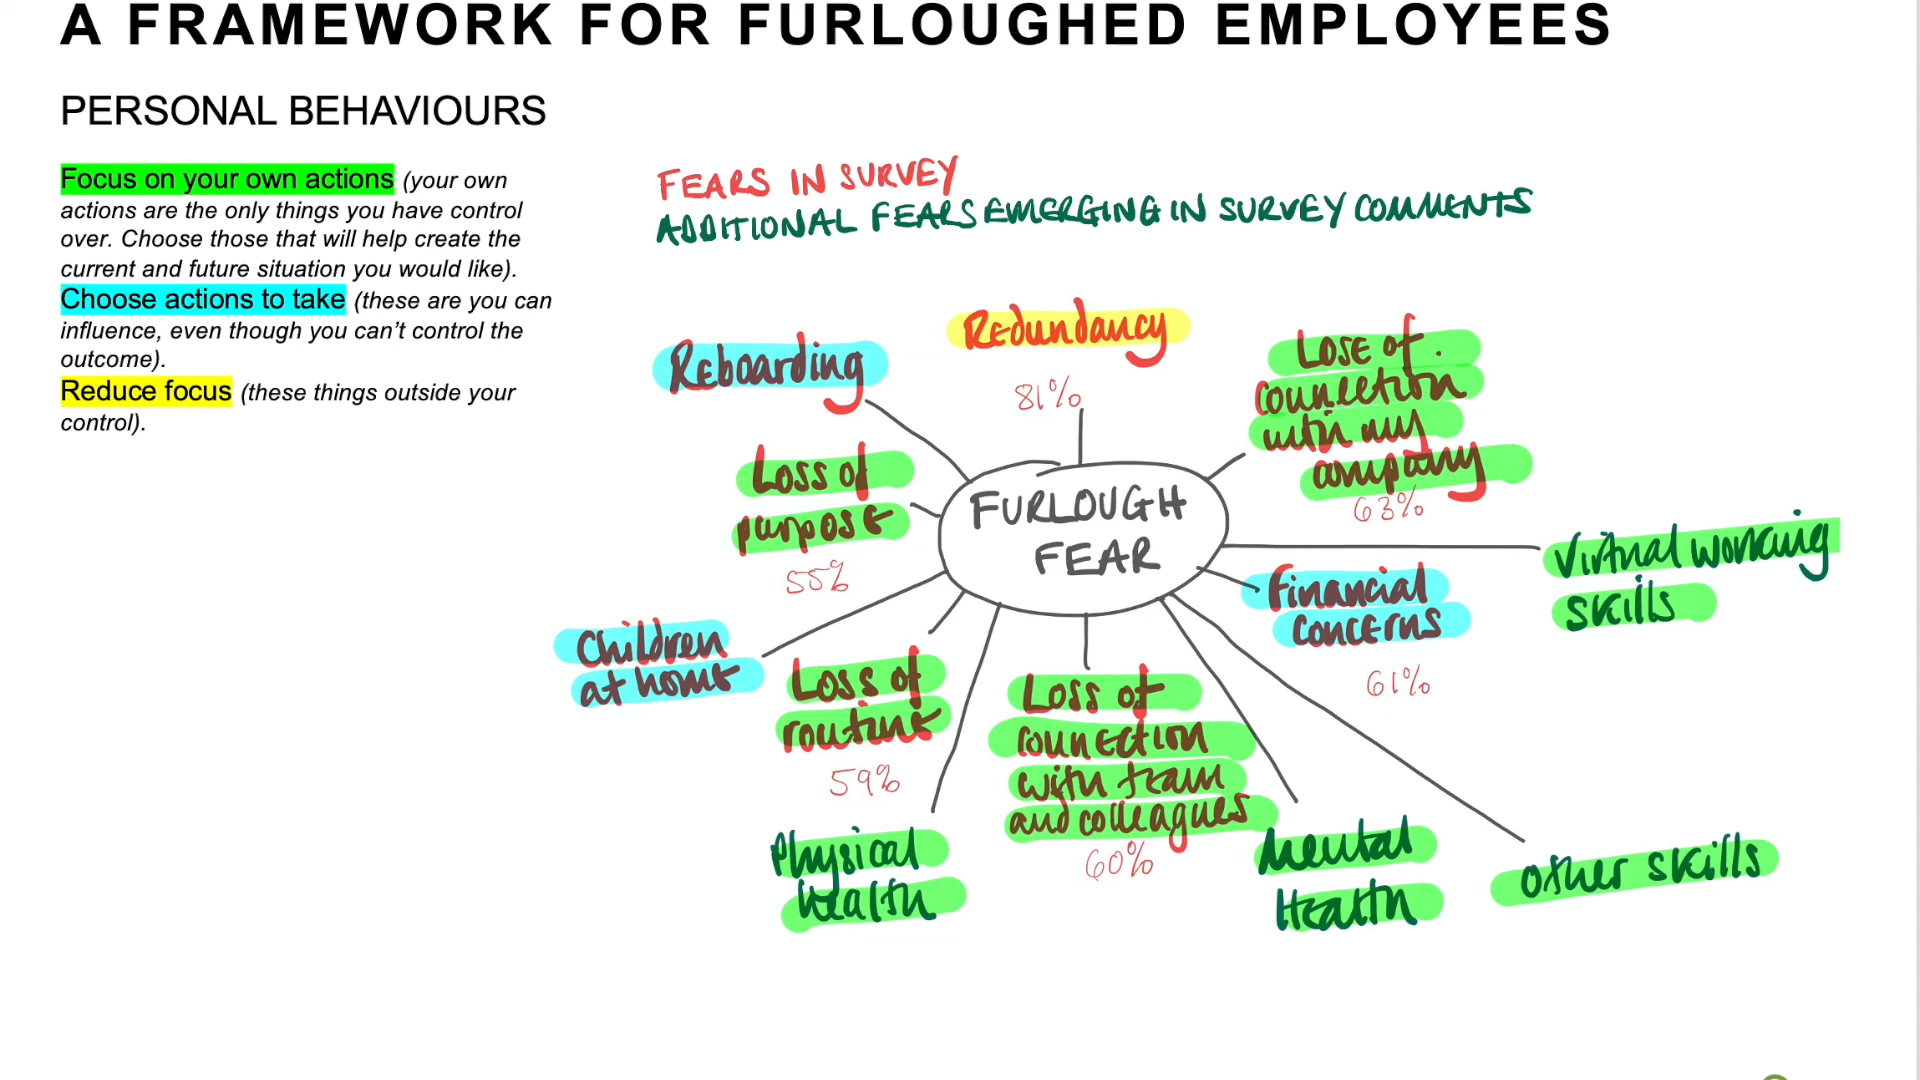 A FRAMEWORK FOR FURLOUGHED EMPLOYEES
PERSONAL BEHAVIOURS
Focus on your own actions (your own
actions are the only things you have control
over. Choose those that will help create the
current and future situation you would like).
Choose actions to take (these are you can
influence, even though you can't control the
outcome).
Reduce focus (these things outside your
control).
FEARS IN SURVEY
ADDITIONAL FEARS EMERGING IN SURVEY COMMENTS
Redundancy
81%
Reboarding
Lose of.
connection
with my
company
63%
Loss of
purpose
55%
FURLOUGH
FEAR
Virtual working
skills
Financial
concerns
61%
Children
at home
Loss of
routine
59%
Loss of
connection
with team
and colleagues
60%
Physical
health
Mental
Health
other skills